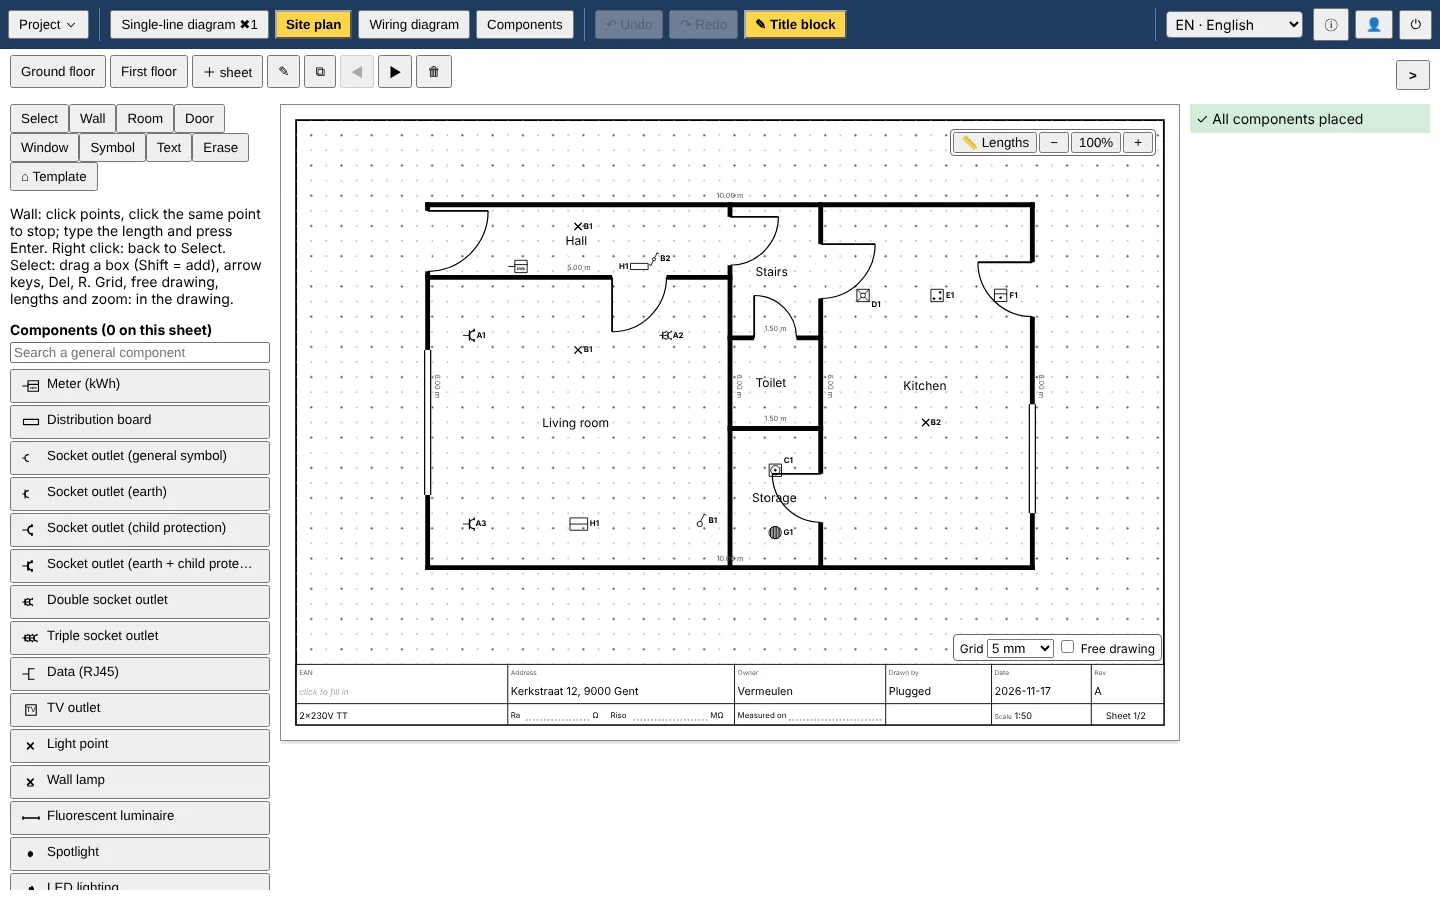 Project
Single-line diagram ✖1
Site plan
Wiring diagram
Components
↶ Undo
↷ Redo
✎ Title block
EN · English
Ground floor
First floor
+ sheet
>
Select
Wall
Room
Door
Window
Symbol
Text
Erase
⌂ Template
Wall: click points, click the same point
to stop; type the length and press
Enter. Right click: back to Select.
Select: drag a box (Shift = add), arrow
keys, Del, R. Grid, free drawing,
lengths and zoom: in the drawing.
Components (0 on this sheet)
Search a general component
Meter (kWh)
Distribution board
Socket outlet (general symbol)
Socket outlet (earth)
Socket outlet (child protection)
Socket outlet (earth + child prote…
Double socket outlet
Triple socket outlet
Data (RJ45)
TV outlet
Light point
Wall lamp
Fluorescent luminaire
Spotlight
LED lighting
✓ All components placed
📏 Lengths
−
100%
+
10.00 m
B1
Hall
5.00 m
H1
B2
Stairs
D1
E1
F1
A1
A2
1.50 m
B1
6.00 m
6.00 m
6.00 m
6.00 m
Toilet
Kitchen
1.50 m
Living room
B2
C1
Storage
A3
H1
B1
G1
10.00 m
Grid
5 mm
Free drawing
EAN
click to fill in
Address
Kerkstraat 12, 9000 Gent
Owner
Vermeulen
Drawn by
Plugged
Date
2026-11-17
Rev
A
2×230V TT
Ra
Ω
Riso
MΩ
Measured on
Scale 1:50
Sheet 1/2